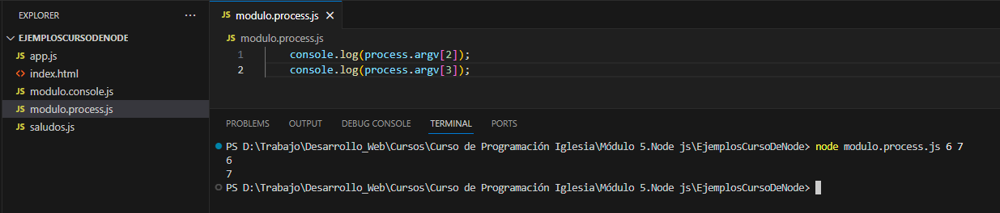 EXPLORER ...
EJEMPLOSCURSODENODE
JS app.js
<> index.html
JS modulo.console.js
JS modulo.process.js
JS saludos.js
JS modulo.process.js
JS modulo.process.js
1 console.log(process.argv[2]);
2 console.log(process.argv[3]);
PROBLEMS OUTPUT DEBUG CONSOLE TERMINAL PORTS
PS D:\Trabajo\Desarrollo_Web\Cursos\Curso de Programación Iglesia\Módulo 5.Node js\EjemplosCursoDeNode> node modulo.process.js 6 7
6
7
PS D:\Trabajo\Desarrollo_Web\Cursos\Curso de Programación Iglesia\Módulo 5.Node js\EjemplosCursoDeNode>